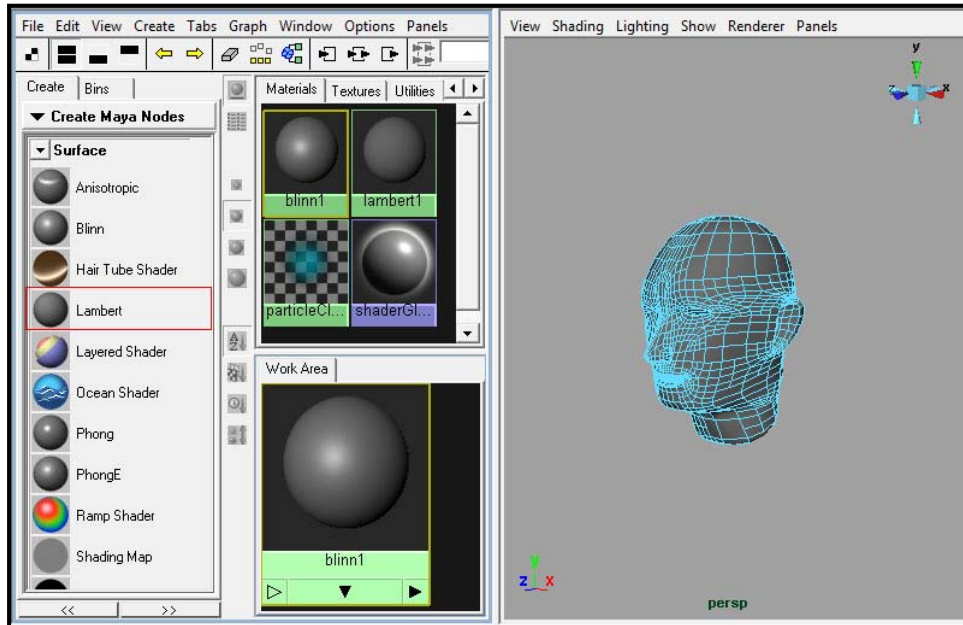 File Edit View Create Tabs Graph Window Options Panels
Create Bins
Create Maya Nodes
Surface
Anisotropic
Blinn
Hair Tube Shader
Lambert
Layered Shader
Ocean Shader
Phong
PhongE
Ramp Shader
Shading Map
<< >>
Materials Textures Utilities
blinn1 lambert1
particleCl... shaderGl...
Work Area
blinn1
View Shading Lighting Show Renderer Panels
y
z x
y
z x
persp